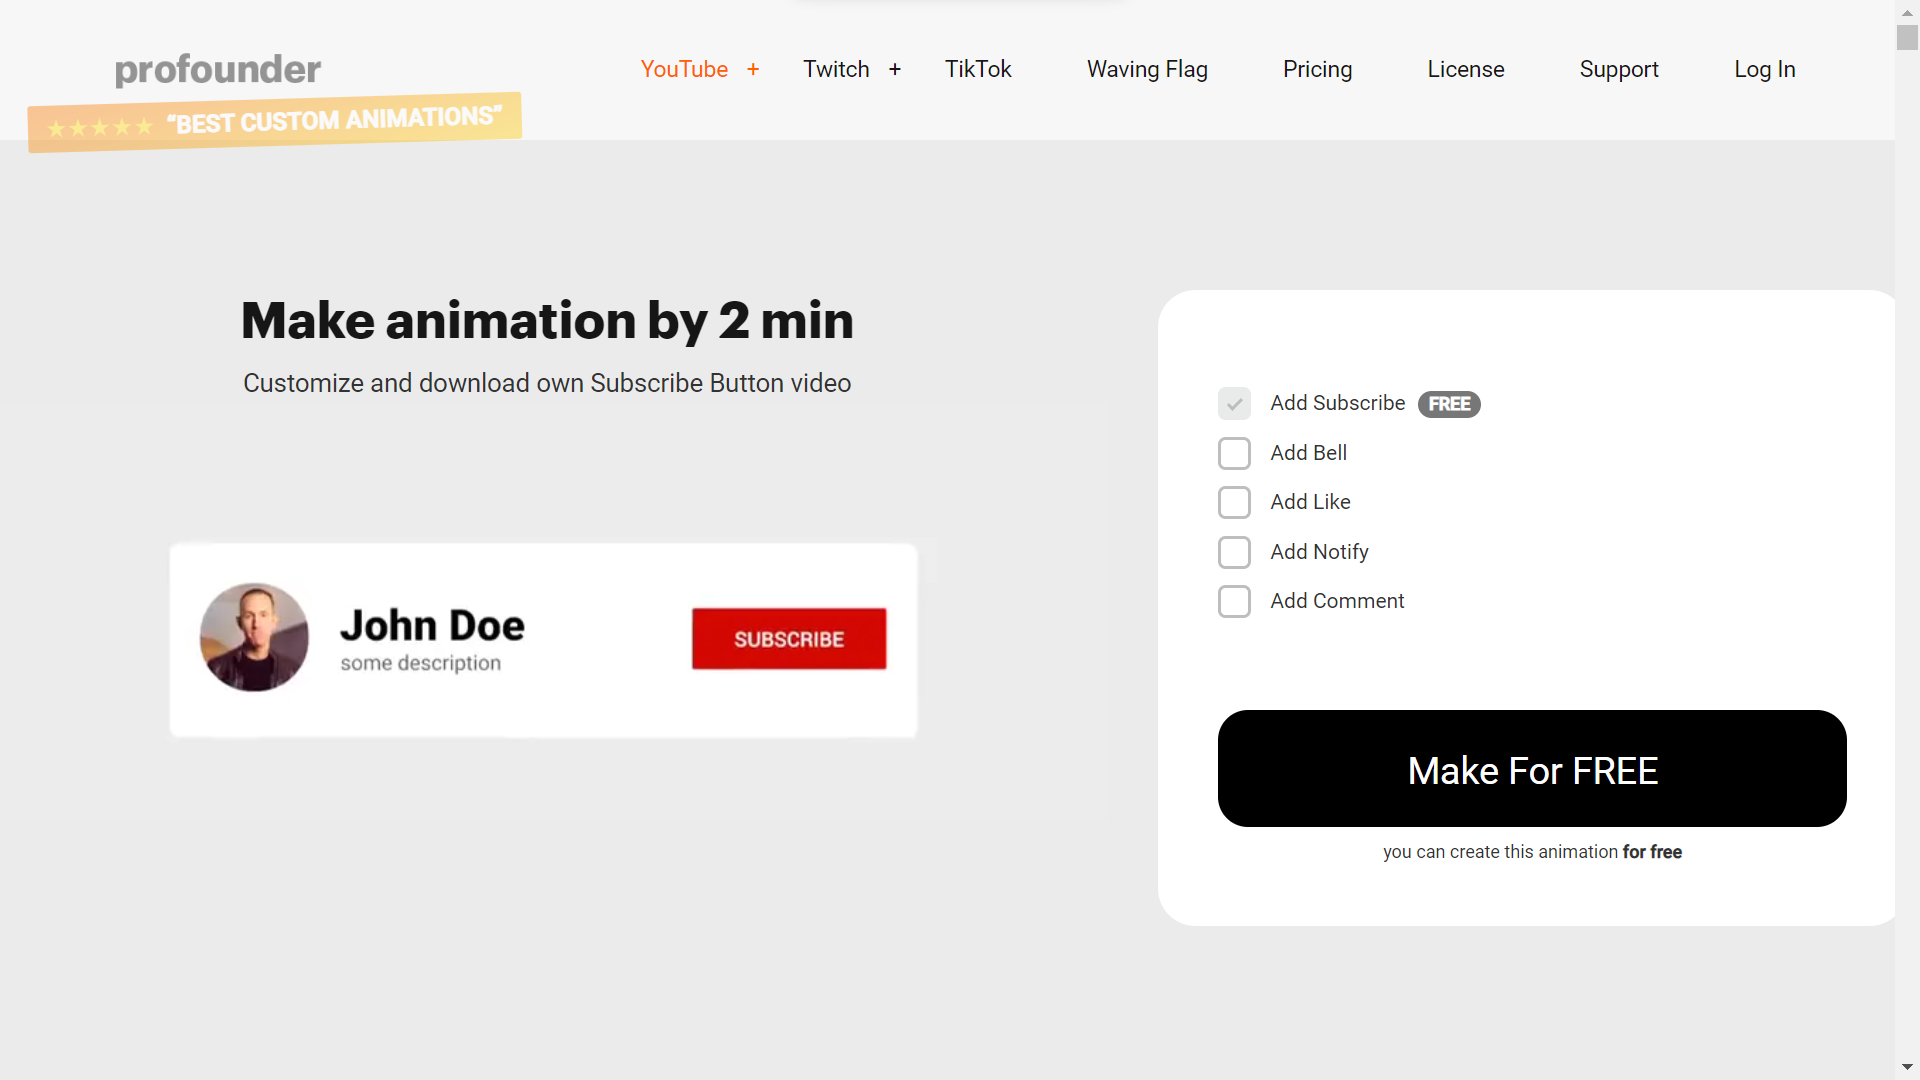 profounder
★★★★★ “BEST CUSTOM ANIMATIONS”
YouTube + Twitch + TikTok Waving Flag Pricing License Support Log In
Make animation by 2 min
Customize and download own Subscribe Button video
John Doe
some description
SUBSCRIBE
Add Subscribe FREE
Add Bell
Add Like
Add Notify
Add Comment
Make For FREE
you can create this animation for free